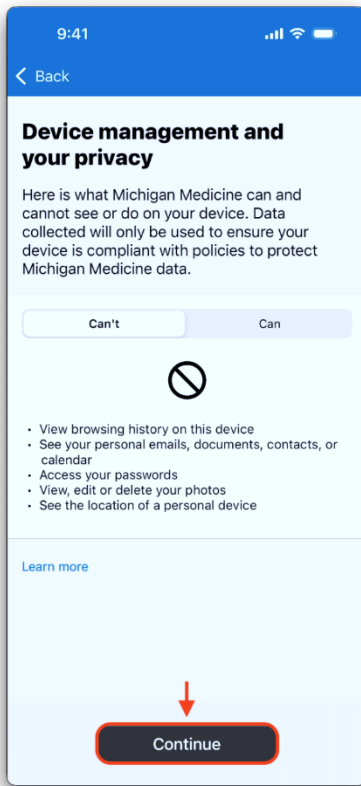 9:41
Back
Device management and
your privacy
Here is what Michigan Medicine can and
cannot see or do on your device. Data
collected will only be used to ensure your
device is compliant with policies to protect
Michigan Medicine data.
Can't Can
• View browsing history on this device
• See your personal emails, documents, contacts, or
calendar
• Access your passwords
• View, edit or delete your photos
• See the location of a personal device
Learn more
Continue